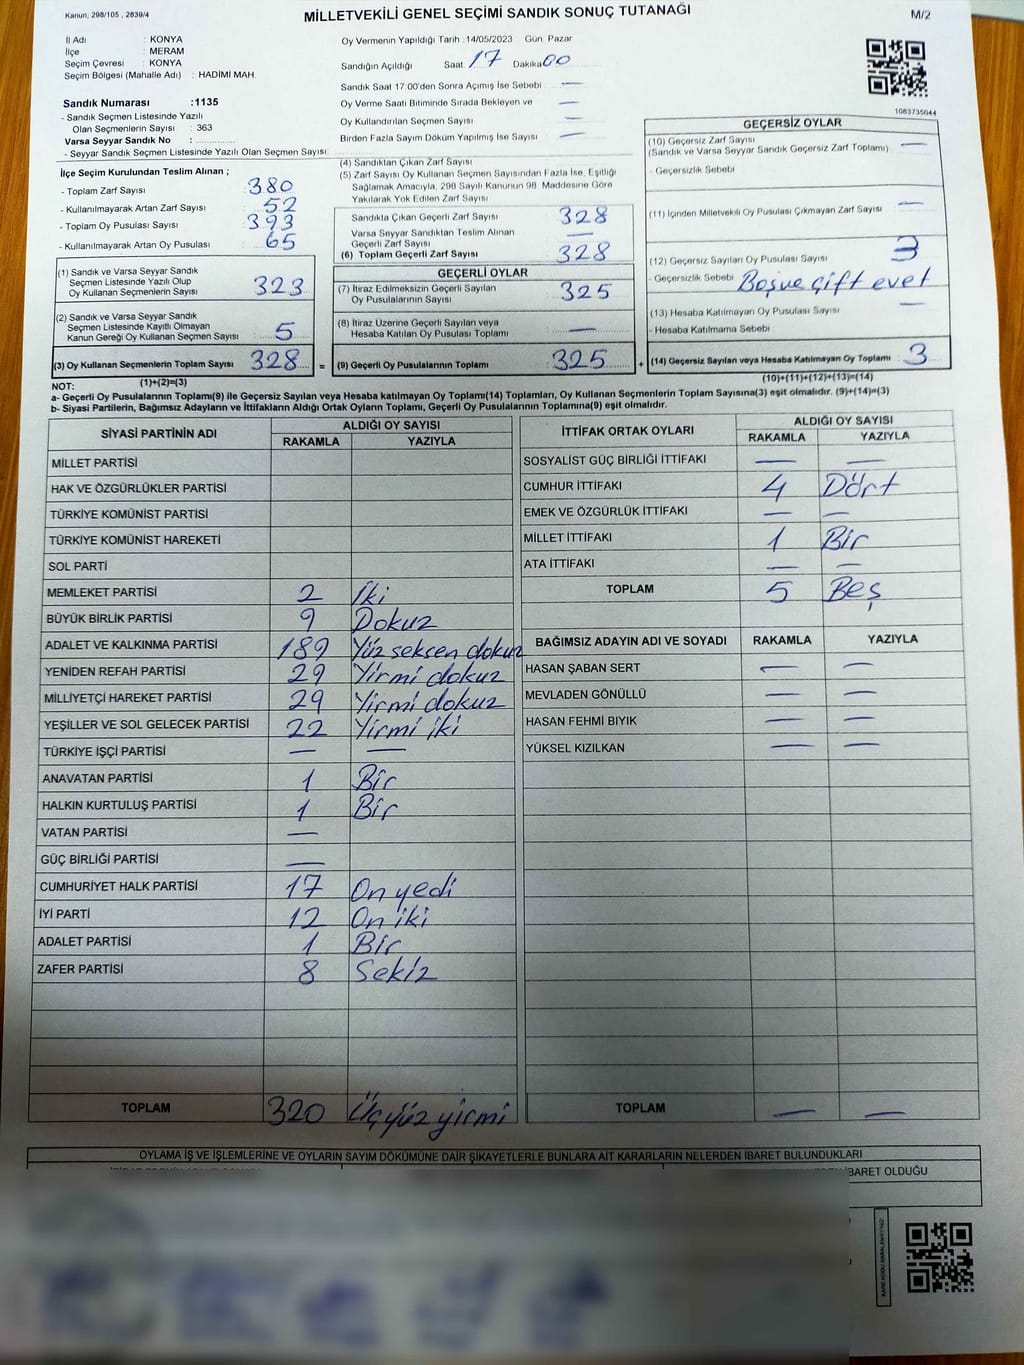 Kanun; 298/105 , 2839/4
MİLLETVEKİLİ GENEL SEÇİMİ SANDIK SONUÇ TUTANAĞI
M/2
İl Adı : KONYA
İlçe : MERAM
Seçim Çevresi : KONYA
Seçim Bölgesi (Mahalle Adı) : HADİMİ MAH.
Sandık Numarası :1135
- Sandık Seçmen Listesinde Yazılı
Olan Seçmenlerin Sayısı : 363
Varsa Seyyar Sandık No :
- Seyyar Sandık Seçmen Listesinde Yazılı Olan Seçmen Sayısı:
Oy Vermenin Yapıldığı Tarih :14/05/2023 Gün: Pazar
Sandığın Açıldığı Saat: 17 Dakika: 00
Sandık Saat 17.00'den Sonra Açılmış İse Sebebi —
Oy Verme Saati Bitiminde Sırada Bekleyen ve
Oy Kullandırılan Seçmen Sayısı —
Birden Fazla Sayım Döküm Yapılmış İse Sayısı —
1083735044
İlçe Seçim Kurulundan Teslim Alınan ;
- Toplam Zarf Sayısı : 380
- Kullanılmayarak Artan Zarf Sayısı : 52
- Toplam Oy Pusulası : 393
- Kullanılmayarak Artan Oy Pusulası : 65
(1) Sandık ve Varsa Seyyar Sandık
Seçmen Listesinde Yazılı Olup
Oy Kullanan Seçmenlerin Sayısı : 323
(2) Sandık ve Varsa Seyyar Sandık
Seçmen Listesinde Kayıtlı Olmayan
Kanun Gereği Oy Kullanan Seçmen Sayısı : 5
(3) Oy Kullanan Seçmenlerin Toplam Sayısı : 328
(4) Sandıktan Çıkan Zarf Sayısı
(5) Zarf Sayısı Oy Kullanan Seçmen Sayısından Fazla İse, Eşitliği
Sağlamak Amacıyla, 298 Sayılı Kanunun 98. Maddesine Göre
Yakılarak Yok Edilen Zarf Sayısı
Sandıkta Çıkan Geçerli Zarf Sayısı : 328
Varsa Seyyar Sandıktan Teslim Alınan
Geçerli Zarf Sayısı —
(6) Toplam Geçerli Zarf Sayısı : 328
GEÇERLİ OYLAR
(7) İtiraz Edilmeksizin Geçerli Sayılan
Oy Pusulalarının Sayısı : 325
(8) İtiraz Üzerine Geçerli Sayılan veya
Hesaba Katılan Oy Pusulası Toplamı : —
= (9) Geçerli Oy Pusulalarının Toplamı : 325
GEÇERSİZ OYLAR
(10) Geçersiz Zarf Sayısı
(Sandık ve Varsa Seyyar Sandık Geçersiz Zarf Toplamı) —
- Geçersizlik Sebebi
(11) İçinden Milletvekili Oy Pusulası Çıkmayan Zarf Sayısı —
(12) Geçersiz Sayılan Oy Pusulası Sayısı : 3
- Geçersizlik Sebebi Boş ve çift evet
(13) Hesaba Katılmayan Oy Pusulası Sayısı —
- Hesaba Katılmama Sebebi
+ (14) Geçersiz Sayılan veya Hesaba Katılmayan Oy Toplamı : 3
NOT: (1)+(2)=(3) (10)+(11)+(12)+(13)=(14)
a- Geçerli Oy Pusulalarının Toplamı(9) ile Geçersiz Sayılan veya Hesaba katılmayan Oy Toplamı(14) Toplamları, Oy Kullanan Seçmenlerin Toplam Sayısına(3) eşit olmalıdır. (9)+(14)=(3)
b- Siyasi Partilerin, Bağımsız Adayların ve İttifakların Aldığı Ortak Oyların Toplamı, Geçerli Oy Pusulalarının Toplamına(9) eşit olmalıdır.
SİYASİ PARTİNİN ADI ALDIĞI OY SAYISI
RAKAMLA YAZIYLA
MİLLET PARTİSİ
HAK VE ÖZGÜRLÜKLER PARTİSİ
TÜRKİYE KOMÜNİST PARTİSİ
TÜRKİYE KOMÜNİST HAREKETİ
SOL PARTİ
MEMLEKET PARTİSİ 2 İki
BÜYÜK BİRLİK PARTİSİ 9 Dokuz
ADALET VE KALKINMA PARTİSİ 189 Yüz seksen dokuz
YENİDEN REFAH PARTİSİ 29 Yirmi dokuz
MİLLİYETÇİ HAREKET PARTİSİ 29 Yirmi dokuz
YEŞİLLER VE SOL GELECEK PARTİSİ 22 Yirmi iki
TÜRKİYE İŞÇİ PARTİSİ — —
ANAVATAN PARTİSİ 1 Bir
HALKIN KURTULUŞ PARTİSİ 1 Bir
VATAN PARTİSİ —
GÜÇ BİRLİĞİ PARTİSİ —
CUMHURİYET HALK PARTİSİ 17 On yedi
İYİ PARTİ 12 On iki
ADALET PARTİSİ 1 Bir
ZAFER PARTİSİ 8 Sekiz
TOPLAM 320 Üçyüz yirmi
İTTİFAK ORTAK OYLARI ALDIĞI OY SAYISI
RAKAMLA YAZIYLA
SOSYALİST GÜÇ BİRLİĞİ İTTİFAKI — —
CUMHUR İTTİFAKI 4 Dört
EMEK VE ÖZGÜRLÜK İTTİFAKI — —
MİLLET İTTİFAKI 1 Bir
ATA İTTİFAKI — —
TOPLAM 5 Beş
BAĞIMSIZ ADAYIN ADI VE SOYADI RAKAMLA YAZIYLA
HASAN ŞABAN SERT — —
MEVLADEN GÖNÜLLÜ — —
HASAN FEHMİ BIYIK — —
YÜKSEL KIZILKAN — —
TOPLAM — —
OYLAMA İŞ VE İŞLEMLERİNE VE OYLARIN SAYIM DÖKÜMÜNE DAİR ŞİKAYETLERLE BUNLARA AİT KARARLARIN NELERDEN İBARET BULUNDUKLARI
İBARET OLDUĞU